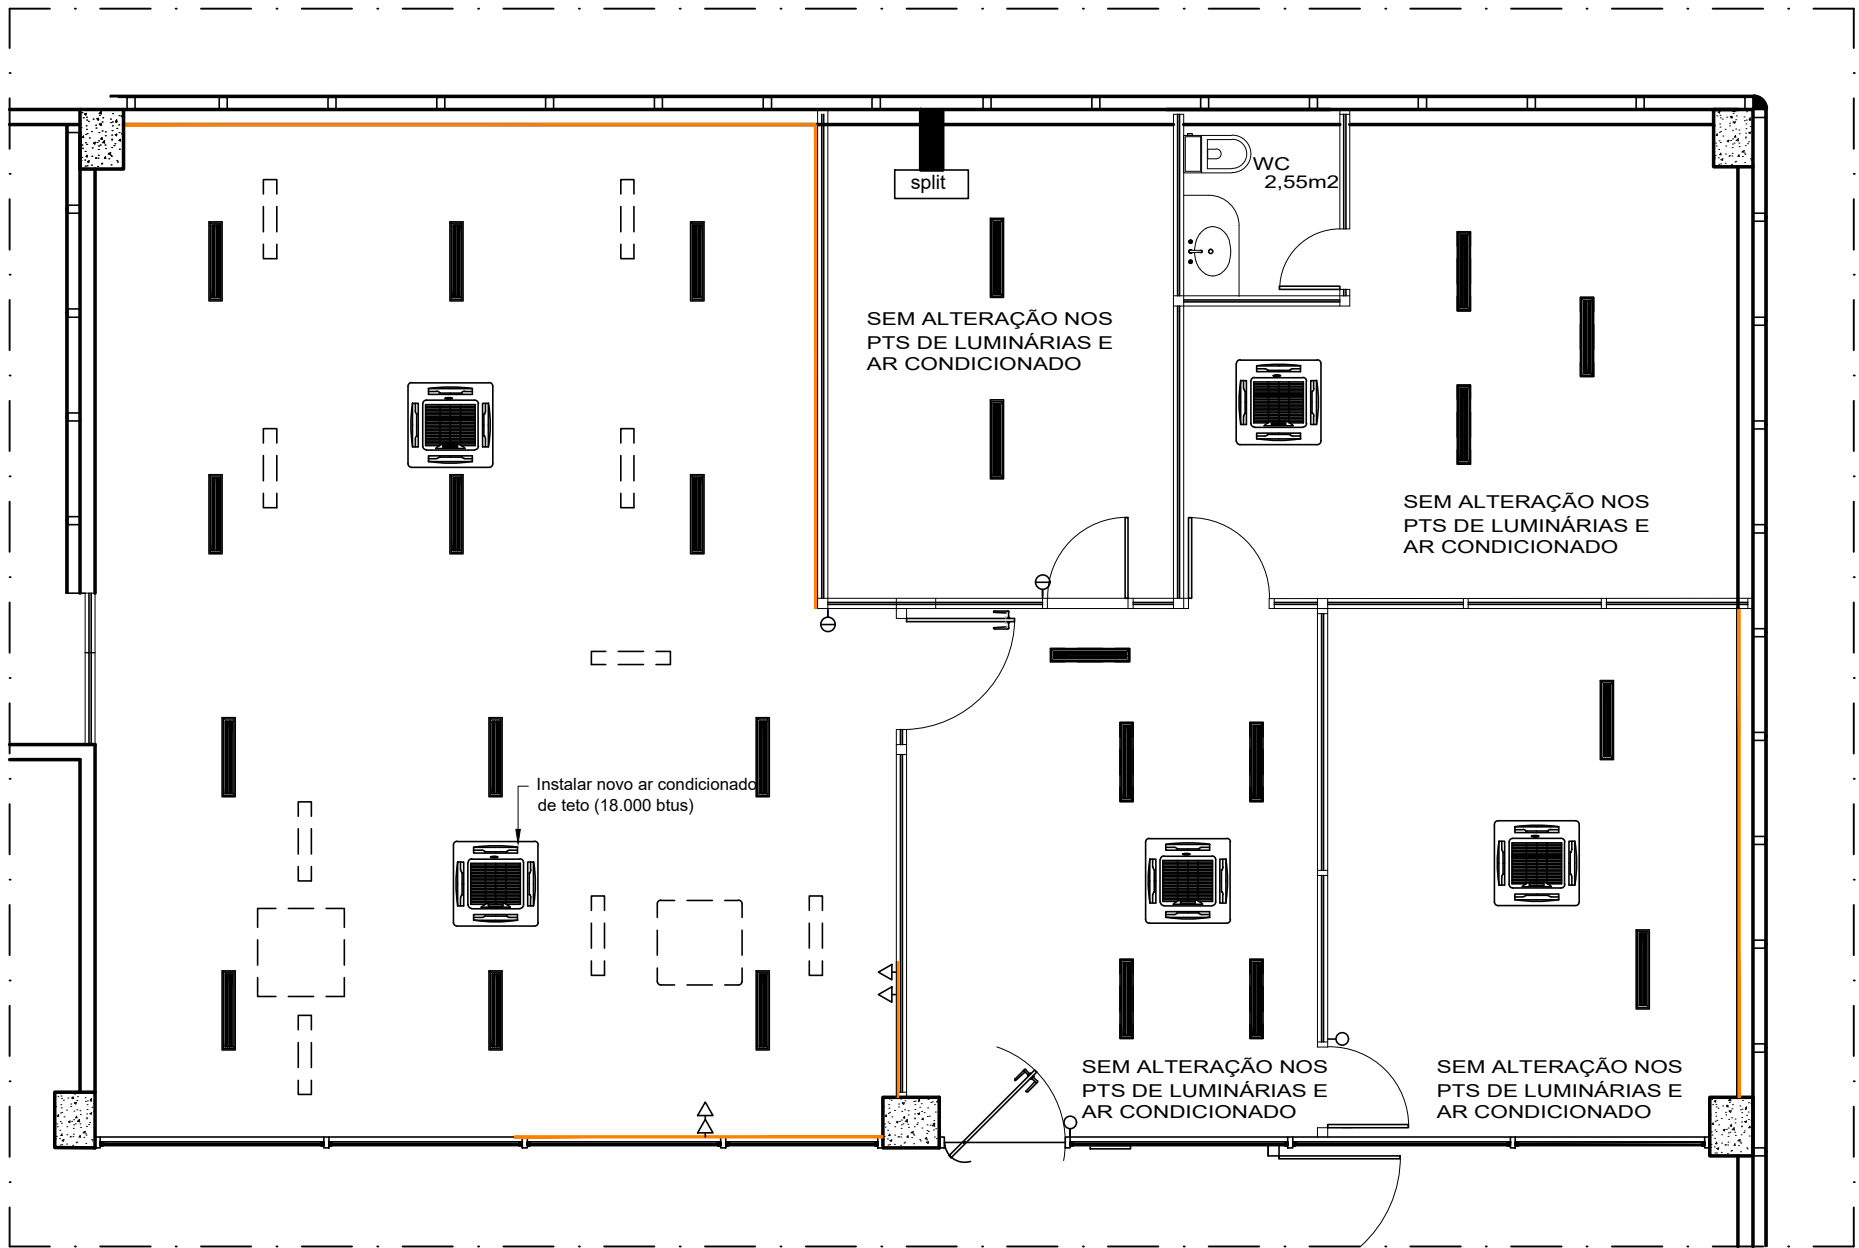 split
WC
2,55m2
SEM ALTERAÇÃO NOS
PTS DE LUMINÁRIAS E
AR CONDICIONADO
SEM ALTERAÇÃO NOS
PTS DE LUMINÁRIAS E
AR CONDICIONADO
Instalar novo ar condicionado
de teto (18.000 btus)
SEM ALTERAÇÃO NOS
PTS DE LUMINÁRIAS E
AR CONDICIONADO
SEM ALTERAÇÃO NOS
PTS DE LUMINÁRIAS E
AR CONDICIONADO